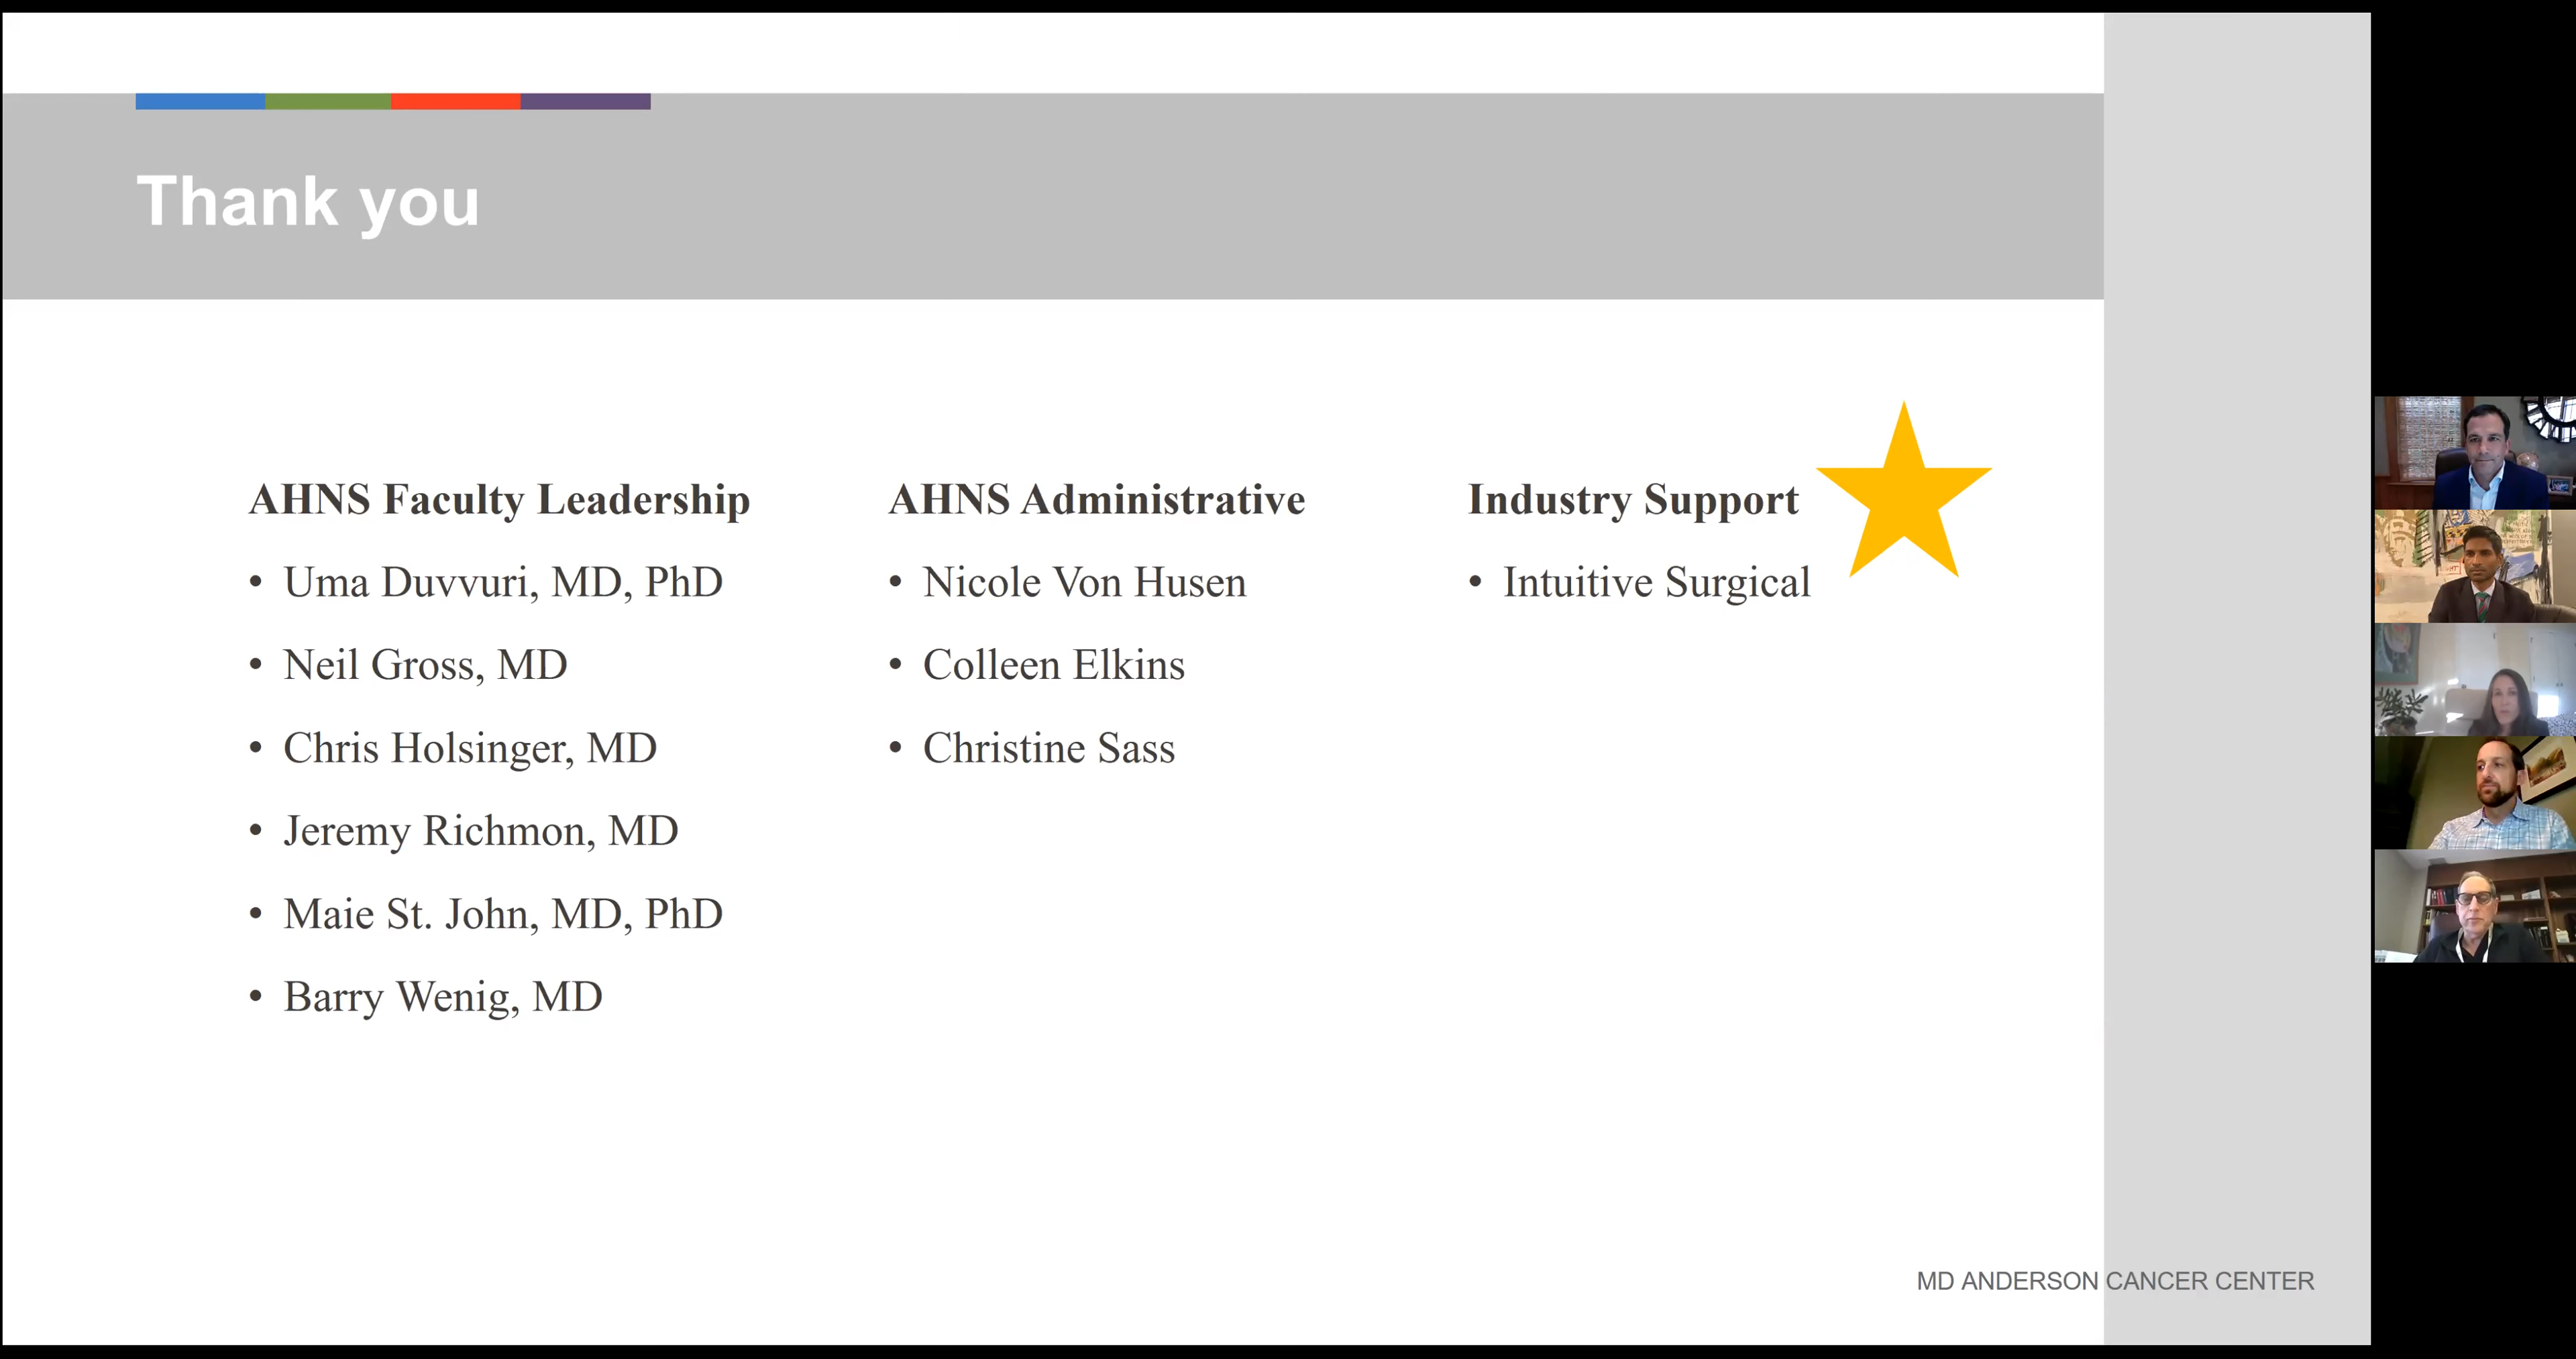 Thank you
AHNS Faculty Leadership
• Uma Duvvuri, MD, PhD
• Neil Gross, MD
• Chris Holsinger, MD
• Jeremy Richmon, MD
• Maie St. John, MD, PhD
• Barry Wenig, MD
AHNS Administrative
• Nicole Von Husen
• Colleen Elkins
• Christine Sass
Industry Support
• Intuitive Surgical
MD ANDERSON CANCER CENTER